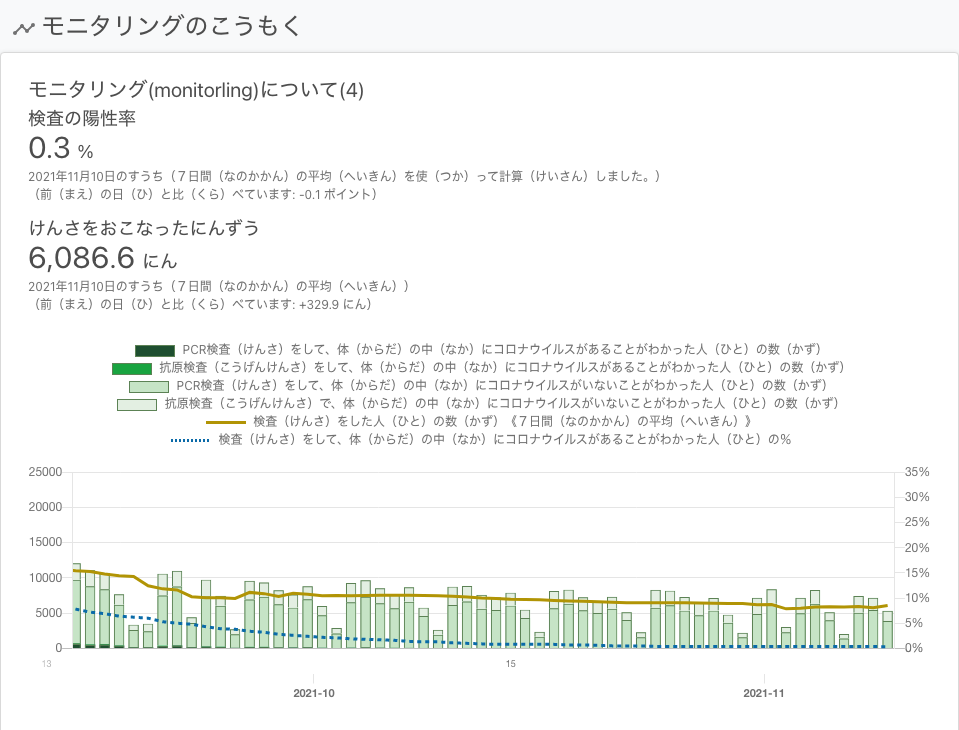 モニタリングのこうもく
モニタリング(monitorling)について(4)
検査の陽性率
0.3 %
2021年11月10日のすうち（７日間（なのかかん）の平均（へいきん）を使（つか）って計算（けいさん）しました。）
（前（まえ）の日（ひ）と比（くら）べています: -0.1 ポイント）
けんさをおこなったにんずう
6,086.6 にん
2021年11月10日のすうち（７日間（なのかかん）の平均（へいきん））
（前（まえ）の日（ひ）と比（くら）べています: +329.9 にん）
PCR検査（けんさ）をして、体（からだ）の中（なか）にコロナウイルスがあることがわかった人（ひと）の数（かず）
抗原検査（こうげんけんさ）をして、体（からだ）の中（なか）にコロナウイルスがあることがわかった人（ひと）の数（かず）
PCR検査（けんさ）をして、体（からだ）の中（なか）にコロナウイルスがいないことがわかった人（ひと）の数（かず）
抗原検査（こうげんけんさ）で、体（からだ）の中（なか）にコロナウイルスがいないことがわかった人（ひと）の数（かず）
検査（けんさ）をした人（ひと）の数（かず）《７日間（なのかかん）の平均（へいきん）》
検査（けんさ）をして、体（からだ）の中（なか）にコロナウイルスがあることがわかった人（ひと）の%
25000 35%
30%
20000
25%
15000
20%
10000 15%
10%
5000
5%
0 0%
13 15
2021-10 2021-11